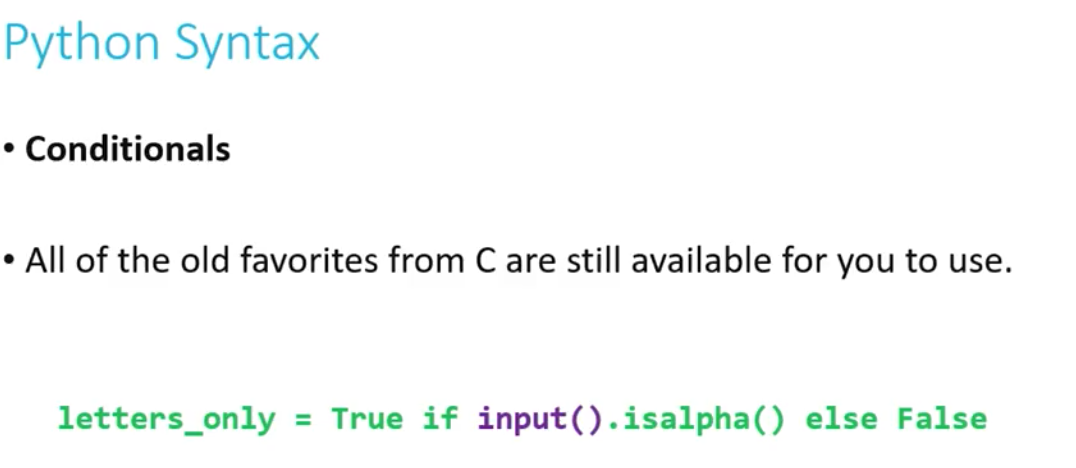 Python Syntax
• Conditionals
• All of the old favorites from C are still available for you to use.
letters_only = True if input().isalpha() else False